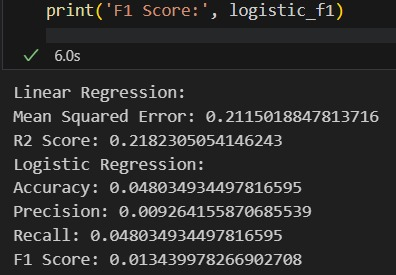 print('F1 Score:', logistic_f1)
6.0s
Linear Regression:
Mean Squared Error: 0.2115018847813716
R2 Score: 0.2182305054146243
Logistic Regression:
Accuracy: 0.048034934497816595
Precision: 0.009264155870685539
Recall: 0.048034934497816595
F1 Score: 0.013439978266902708